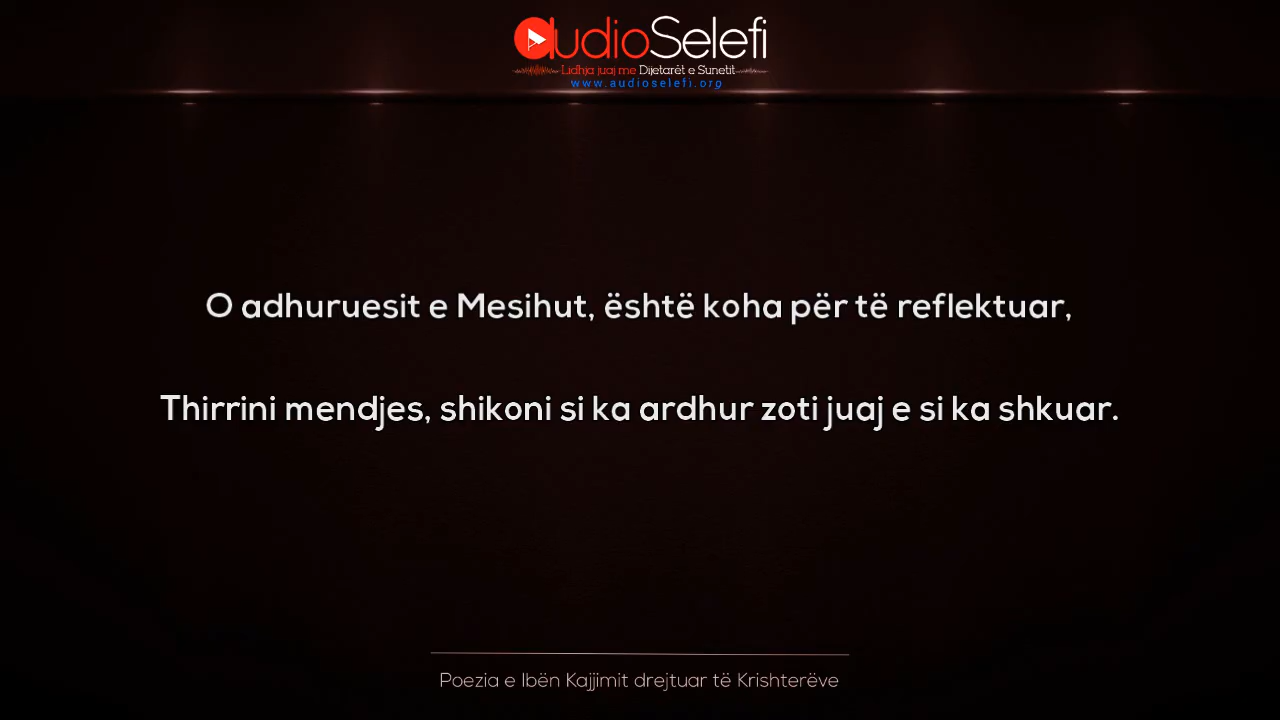 audioSelefi
Lidhja juaj me Dijetarët e Sunetit
www.audioselefi.org
O adhuruesit e Mesihut, është koha për të reflektuar,
Thirrini mendjes, shikoni si ka ardhur zoti juaj e si ka shkuar.
Poezia e Ibën Kajjimit drejtuar të Krishterëve